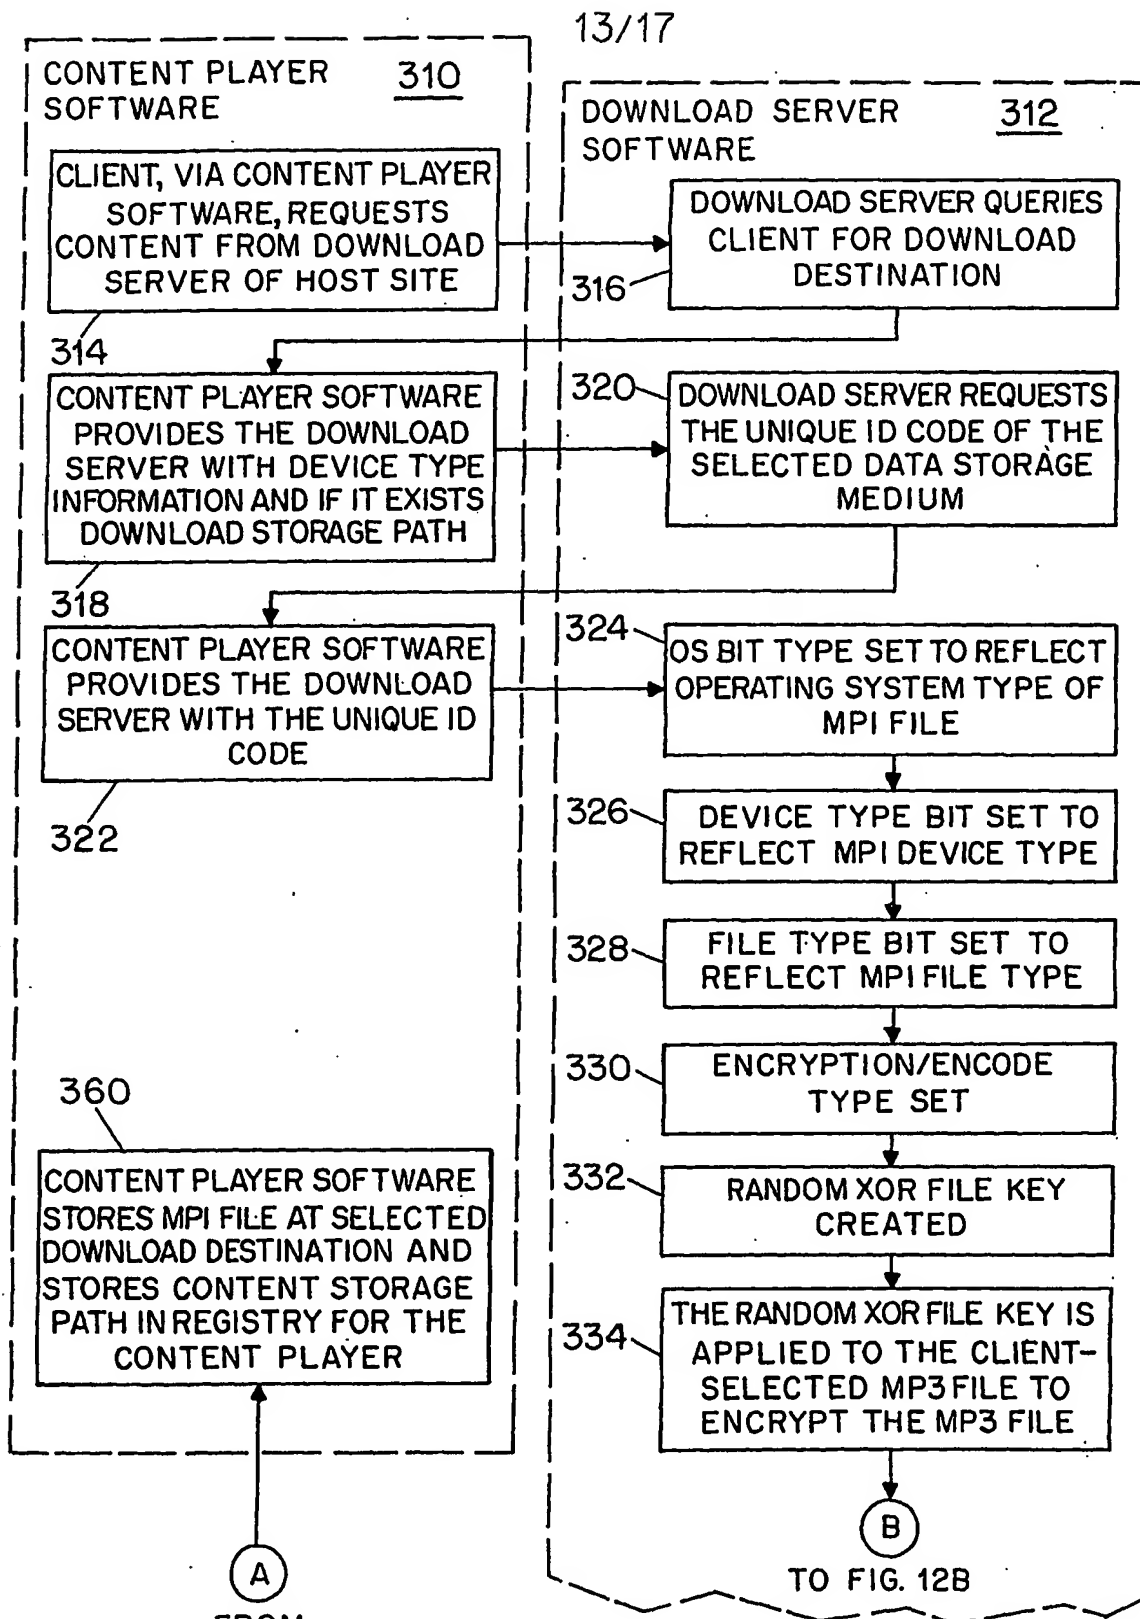 13/17
CONTENT PLAYER 310
SOFTWARE
CLIENT, VIA CONTENT PLAYER
SOFTWARE, REQUESTS
CONTENT FROM DOWNLOAD
SERVER OF HOST SITE
314
CONTENT PLAYER SOFTWARE
PROVIDES THE DOWNLOAD
SERVER WITH DEVICE TYPE
INFORMATION AND IF IT EXISTS
DOWNLOAD STORAGE PATH
318
CONTENT PLAYER SOFTWARE
PROVIDES THE DOWNLOAD
SERVER WITH THE UNIQUE ID
CODE
322
360
CONTENT PLAYER SOFTWARE
STORES MPI FILE AT SELECTED
DOWNLOAD DESTINATION AND
STORES CONTENT STORAGE
PATH IN REGISTRY FOR THE
CONTENT PLAYER
A
FROM
DOWNLOAD SERVER 312
SOFTWARE
DOWNLOAD SERVER QUERIES
CLIENT FOR DOWNLOAD
DESTINATION
316
320
DOWNLOAD SERVER REQUESTS
THE UNIQUE ID CODE OF THE
SELECTED DATA STORAGE
MEDIUM
324
OS BIT TYPE SET TO REFLECT
OPERATING SYSTEM TYPE OF
MPI FILE
326
DEVICE TYPE BIT SET TO
REFLECT MPI DEVICE TYPE
328
FILE TYPE BIT SET TO
REFLECT MPI FILE TYPE
330
ENCRYPTION/ENCODE
TYPE SET
332
RANDOM XOR FILE KEY
CREATED
334
THE RANDOM XOR FILE KEY IS
APPLIED TO THE CLIENT-
SELECTED MP3 FILE TO
ENCRYPT THE MP3 FILE
B
TO FIG. 12B